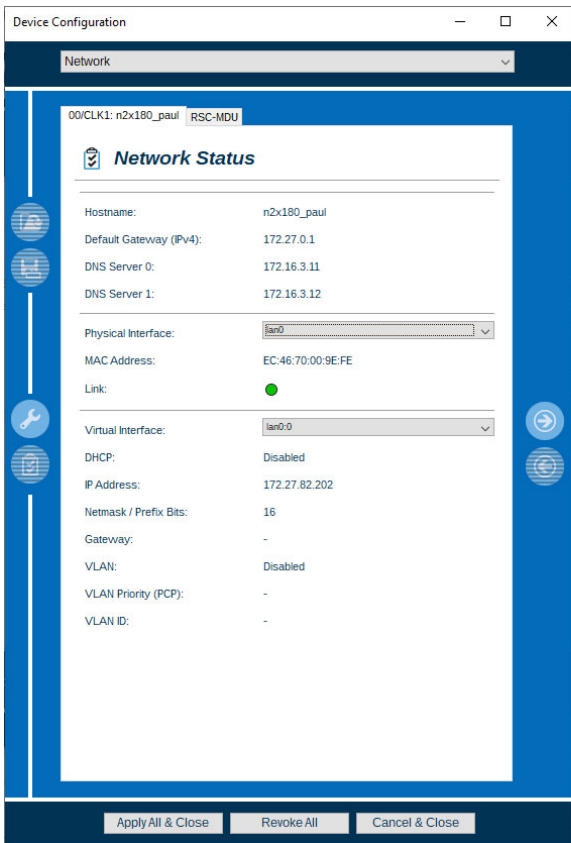 Device Configuration
Network
00/CLK1: n2x180_paul RSC-MDU
Network Status
Hostname: n2x180_paul
Default Gateway (IPv4): 172.27.0.1
DNS Server 0: 172.16.3.11
DNS Server 1: 172.16.3.12
Physical Interface: lan0
MAC Address: EC:46:70:00:9E:FE
Link:
Virtual Interface: lan0:0
DHCP: Disabled
IP Address: 172.27.82.202
Netmask / Prefix Bits: 16
Gateway: -
VLAN: Disabled
VLAN Priority (PCP): -
VLAN ID: -
Apply All & Close Revoke All Cancel & Close